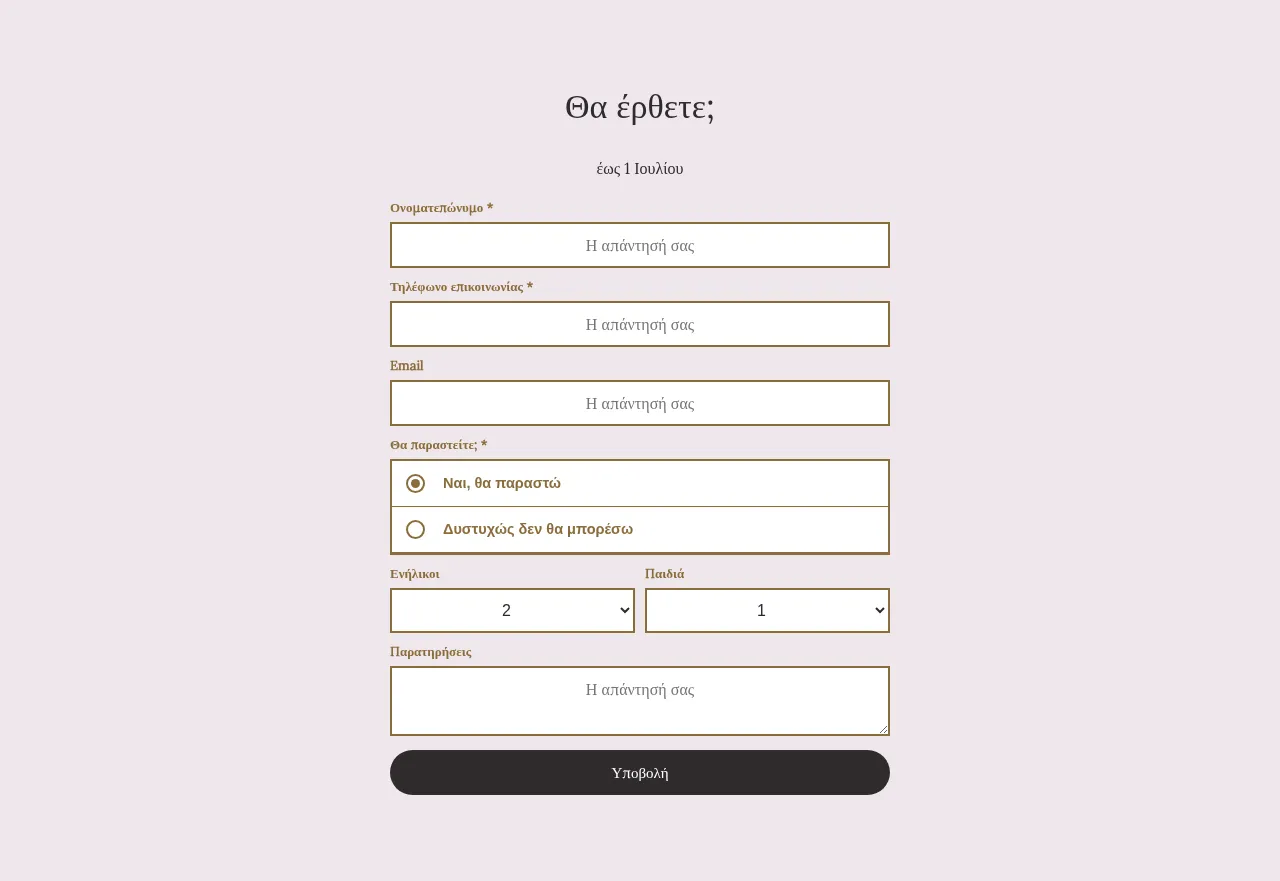 Θα έρθετε;
έως 1 Ιουλίου
Ονοματεπώνυμο *
Η απάντησή σας
Τηλέφωνο επικοινωνίας *
Η απάντησή σας
Email
Η απάντησή σας
Θα παραστείτε; *
Ναι, θα παραστώ
Δυστυχώς δεν θα μπορέσω
Ενήλικοι Παιδιά
2 1
Παρατηρήσεις
Η απάντησή σας
Υποβολή